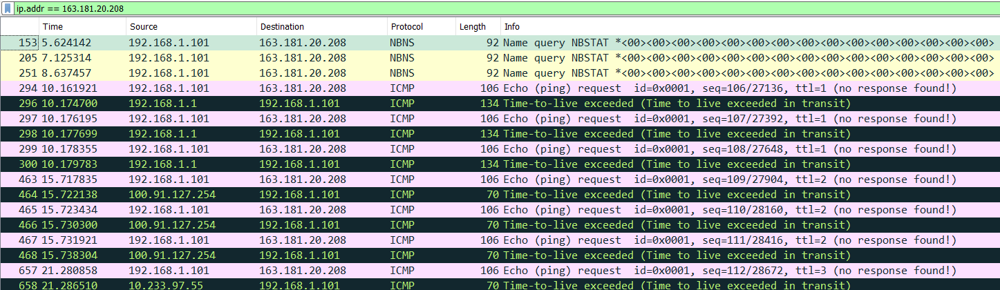 ip.addr == 163.181.20.208
Time Source Destination Protocol Length Info
153 5.624142 192.168.1.101 163.181.20.208 NBNS 92 Name query NBSTAT *<00><00><00><00><00><00><00><00><00><00><00><00><00><00><00>
205 7.125314 192.168.1.101 163.181.20.208 NBNS 92 Name query NBSTAT *<00><00><00><00><00><00><00><00><00><00><00><00><00><00><00>
251 8.637457 192.168.1.101 163.181.20.208 NBNS 92 Name query NBSTAT *<00><00><00><00><00><00><00><00><00><00><00><00><00><00><00>
294 10.161921 192.168.1.101 163.181.20.208 ICMP 106 Echo (ping) request id=0x0001, seq=106/27136, ttl=1 (no response found!)
296 10.174700 192.168.1.1 192.168.1.101 ICMP 134 Time-to-live exceeded (Time to live exceeded in transit)
297 10.176195 192.168.1.101 163.181.20.208 ICMP 106 Echo (ping) request id=0x0001, seq=107/27392, ttl=1 (no response found!)
298 10.177699 192.168.1.1 192.168.1.101 ICMP 134 Time-to-live exceeded (Time to live exceeded in transit)
299 10.178355 192.168.1.101 163.181.20.208 ICMP 106 Echo (ping) request id=0x0001, seq=108/27648, ttl=1 (no response found!)
300 10.179783 192.168.1.1 192.168.1.101 ICMP 134 Time-to-live exceeded (Time to live exceeded in transit)
463 15.717835 192.168.1.101 163.181.20.208 ICMP 106 Echo (ping) request id=0x0001, seq=109/27904, ttl=2 (no response found!)
464 15.722138 100.91.127.254 192.168.1.101 ICMP 70 Time-to-live exceeded (Time to live exceeded in transit)
465 15.723434 192.168.1.101 163.181.20.208 ICMP 106 Echo (ping) request id=0x0001, seq=110/28160, ttl=2 (no response found!)
466 15.730300 100.91.127.254 192.168.1.101 ICMP 70 Time-to-live exceeded (Time to live exceeded in transit)
467 15.731921 192.168.1.101 163.181.20.208 ICMP 106 Echo (ping) request id=0x0001, seq=111/28416, ttl=2 (no response found!)
468 15.738304 100.91.127.254 192.168.1.101 ICMP 70 Time-to-live exceeded (Time to live exceeded in transit)
657 21.280858 192.168.1.101 163.181.20.208 ICMP 106 Echo (ping) request id=0x0001, seq=112/28672, ttl=3 (no response found!)
658 21.286510 10.233.97.55 192.168.1.101 ICMP 70 Time-to-live exceeded (Time to live exceeded in transit)